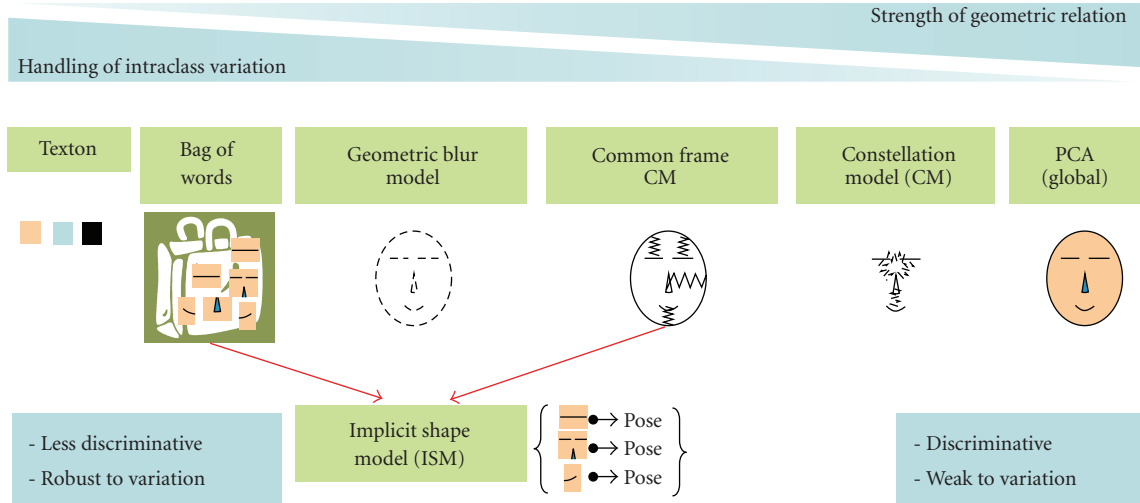 Strength of geometric relation
Handling of intraclass variation
Texton
Bag of
words
Geometric blur
model
Common frame
CM
Constellation
model (CM)
PCA
(global)
- Less discriminative
- Robust to variation
Implicit shape
model (ISM)
Pose
Pose
Pose
- Discriminative
- Weak to variation